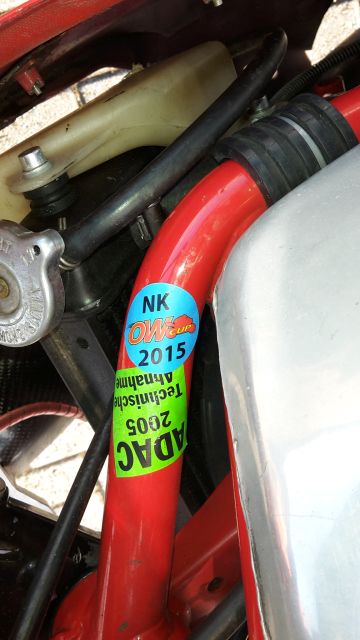 NK
OW
CUP
2015
ADAC
2005
Technische
Abnahme